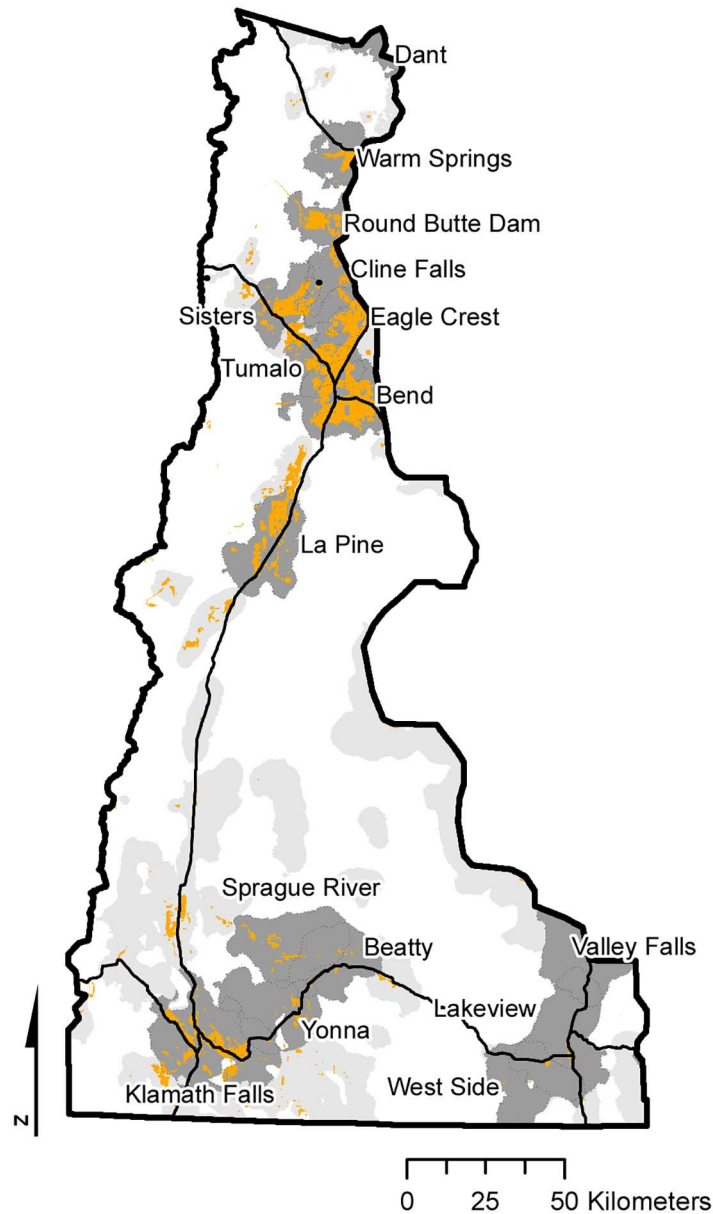 Dant
Warm Springs
Round Butte Dam
Cline Falls
Sisters
Eagle Crest
Tumalo
Bend
La Pine
Sprague River
Beatty
Valley Falls
Lakeview
Yonna
West Side
Klamath Falls
N
0 25 50 Kilometers